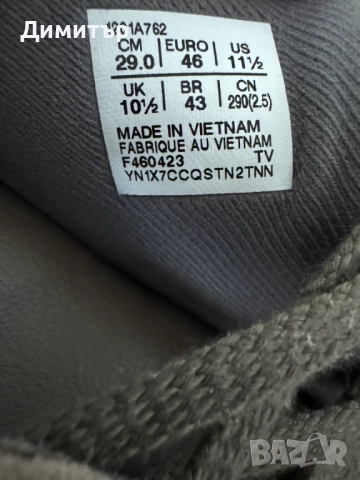 Димитър
CM EURO US
29.0 46 11½
UK BR CN
10½ 43 290(2.5)
MADE IN VIETNAM
FABRIQUE AU VIETNAM
F460423 TV
YN1X7CCQSTN2TNN
BAZAR